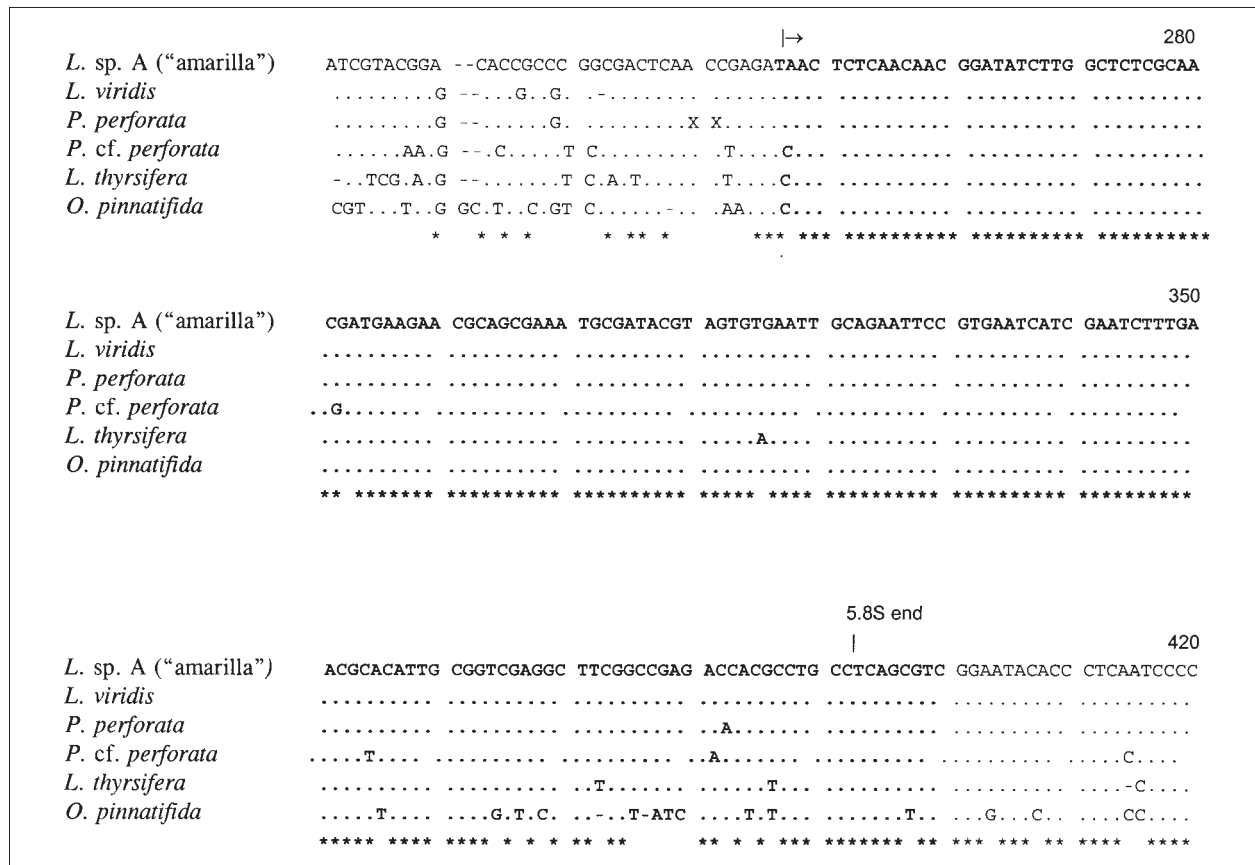 |→ 280
L. sp. A (“amarilla”) ATCGTACGGA --CACCGCCC GGCGACTCAA CCGAGATAAC TCTCAACAAC GGATATCTTG GCTCTCGCAA
L. viridis .........G --...G..G. .-........ .......... .......... .......... ..........
P. perforata .........G --......G. .........X X......... .......... .......... ..........
P. cf. perforata ......AA.G --.C.....T C......... .T....C... .......... .......... ..........
L. thyrsifera -..TCG.A.G --.......T C.A.T..... .T....C... .......... .......... ..........
O. pinnatifida CGT...T..G GC.T..C.GT C......-.. .AA...C... .......... .......... ..........
* * * * * ** * *** *** ********** ********** **********
350
L. sp. A (“amarilla”) CGATGAAGAA CGCAGCGAAA TGCGATACGT AGTGTGAATT GCAGAATTCC GTGAATCATC GAATCTTTGA
L. viridis .......... .......... .......... .......... .......... .......... ..........
P. perforata .......... .......... .......... .......... .......... .......... ..........
P. cf. perforata ..G....... .......... .......... .......... .......... .......... ..........
L. thyrsifera .......... .......... .......... .....A.... .......... .......... ..........
O. pinnatifida .......... .......... .......... .......... .......... .......... ..........
** ******* ********** ********** ***** **** ********** ********** **********
5.8S end
| 420
L. sp. A (“amarilla”) ACGCACATTG CGGTCGAGGC TTCGGCCGAG ACCACGCCTG CCTCAGCGTC GGAATACACC CTCAATCCCC
L. viridis .......... .......... .......... .......... .......... .......... ..........
P. perforata .......... .......... .......... ..A....... .......... .......... ..........
P. cf. perforata .....T.... .......... .......... ..A....... .......... .......... .....C....
L. thyrsifera .......... .......... ..T....... ......T... .......... .......... .....-C...
O. pinnatifida .....T.... ....G.T.C. ..-..T-ATC ....T.T... .......T.. ...G...C.. ....CC....
***** **** **** * * * ** ** ** * * *** ******* ** *** *** ** **** ****